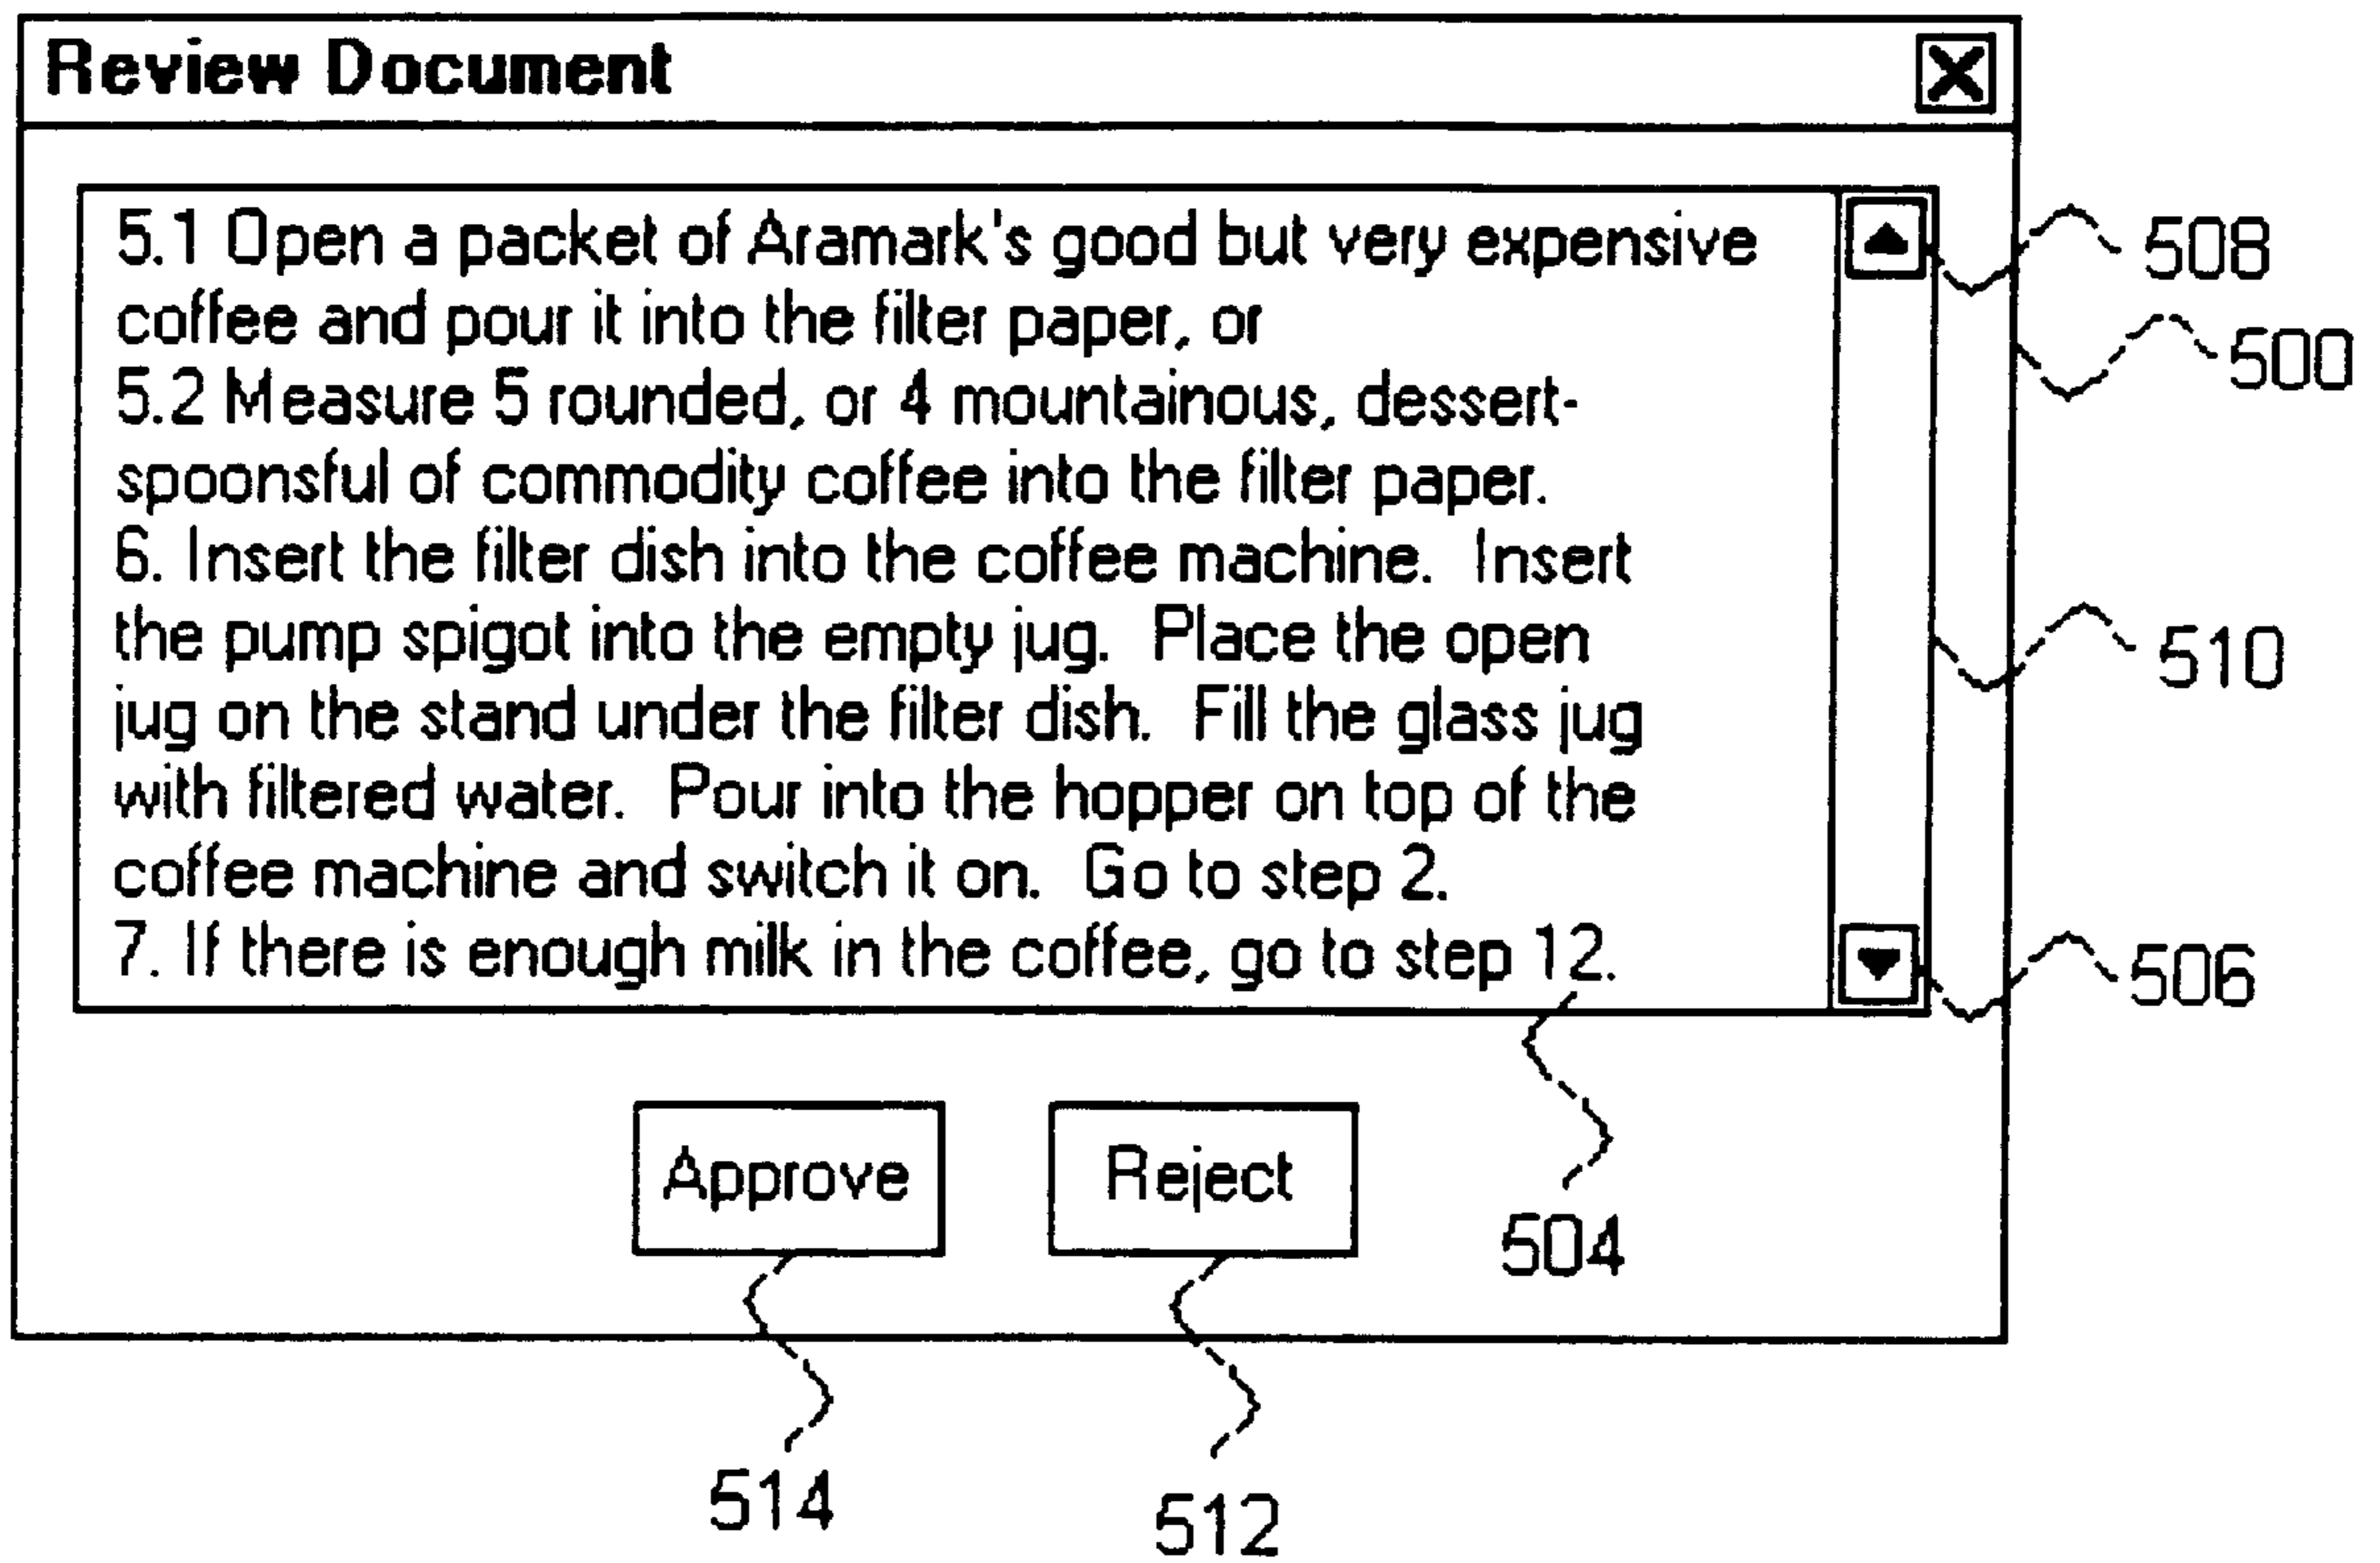 Review Document
5.1 Open a packet of Aramark's good but very expensive
coffee and pour it into the filter paper, or
5.2 Measure 5 rounded, or 4 mountainous, dessert-
spoonsful of commodity coffee into the filter paper.
6. Insert the filter dish into the coffee machine.  Insert
the pump spigot into the empty jug.  Place the open
jug on the stand under the filter dish.  Fill the glass jug
with filtered water.  Pour into the hopper on top of the
coffee machine and switch it on.  Go to step 2.
7. If there is enough milk in the coffee, go to step 12.
508
500
510
506
504
Approve
Reject
514
512